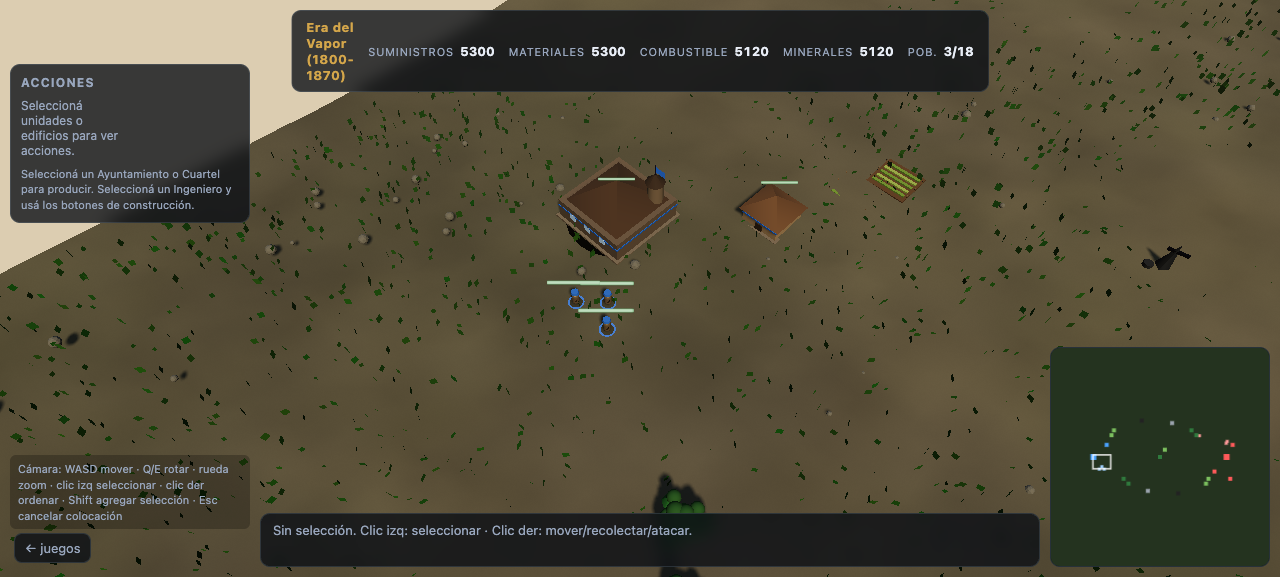 Era del
Vapor
(1800-
1870)
SUMINISTROS 5300 MATERIALES 5300 COMBUSTIBLE 5120 MINERALES 5120 POB. 3/18
ACCIONES
Seleccioná
unidades o
edificios para ver
acciones.
Seleccioná un Ayuntamiento o Cuartel
para producir. Seleccioná un Ingeniero y
usá los botones de construcción.
Cámara: WASD mover · Q/E rotar · rueda
zoom · clic izq seleccionar · clic der
ordenar · Shift agregar selección · Esc
cancelar colocación
← juegos
Sin selección. Clic izq: seleccionar · Clic der: mover/recolectar/atacar.